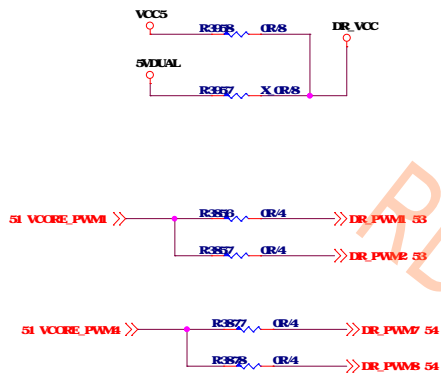 VCC5
R3958 0R/8 DR_VCC
5VDUAL
R3957 X_0R/8
51 VCORE_PWM1 R3856 0R/4 DR_PWM1 53
R3857 0R/4 DR_PWM2 53
51 VCORE_PWM4 R3877 0R/4 DR_PWM7 54
R3878 0R/4 DR_PWM8 54